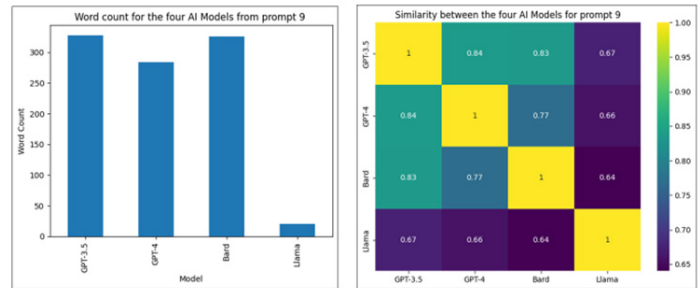 Word count for the four AI Models from prompt 9
300
250
200
150
100
50
0
Word Count
GPT-3.5
GPT-4
Bard
Llama
Model
Similarity between the four AI Models for prompt 9
GPT-3.5 1 0.84 0.83 0.67
GPT-4 0.84 1 0.77 0.66
Bard 0.83 0.77 1 0.64
Llama 0.67 0.66 0.64 1
GPT-3.5 GPT-4 Bard Llama
1.00
0.95
0.90
0.85
0.80
0.75
0.70
0.65